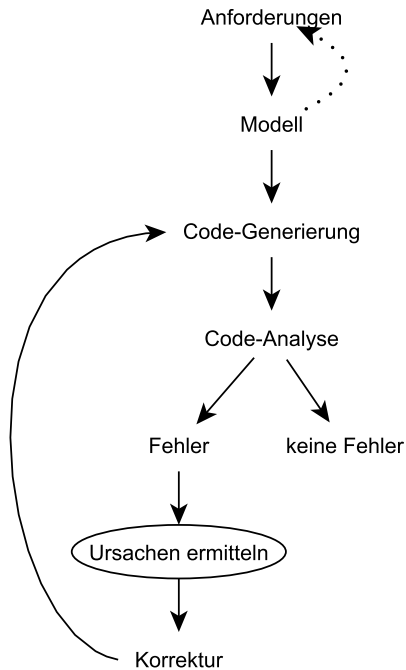 Anforderungen
Modell
Code-Generierung
Code-Analyse
Fehler
keine Fehler
Ursachen ermitteln
Korrektur